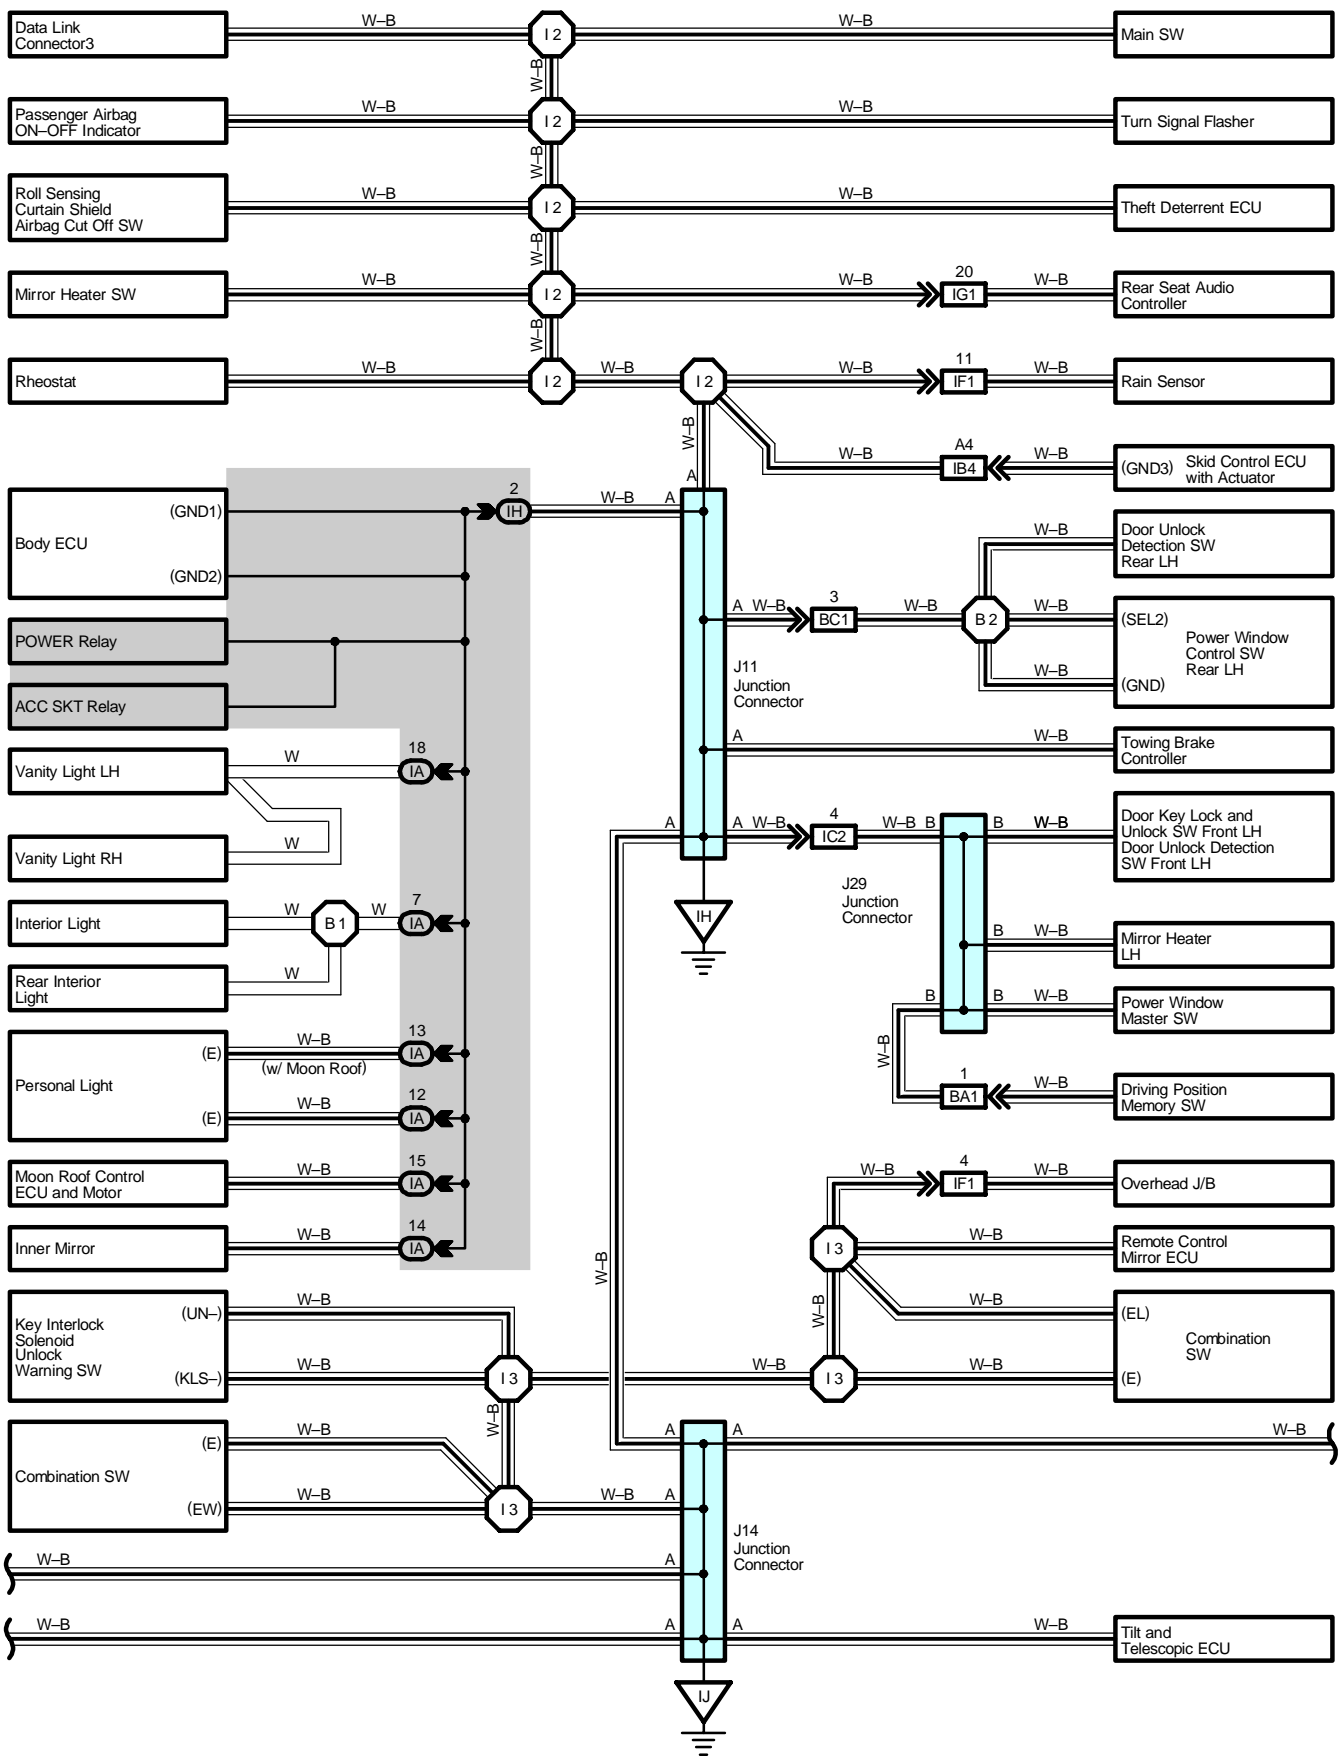 Data Link
Connector3
W–B
I 2
W–B
Main SW
W–B
Passenger Airbag
ON–OFF Indicator
W–B
I 2
W–B
Turn Signal Flasher
W–B
Roll Sensing
Curtain Shield
Airbag Cut Off SW
W–B
I 2
W–B
Theft Deterrent ECU
W–B
Mirror Heater SW
W–B
I 2
W–B
20
IG1
W–B
Rear Seat Audio
Controller
W–B
Rheostat
W–B
I 2
W–B
I 2
W–B
11
IF1
W–B
Rain Sensor
W–B
A
W–B
A4
IB4
W–B
(GND3) Skid Control ECU
with Actuator
Body ECU
(GND1)
(GND2)
2
IH
W–B
A
Door Unlock
Detection SW
Rear LH
W–B
A
W–B
3
BC1
W–B
B 2
W–B
(SEL2)
Power Window
Control SW
Rear LH
W–B
(GND)
POWER Relay
ACC SKT Relay
J11
Junction
Connector
A
W–B
Towing Brake
Controller
Vanity Light LH
W
18
IA
Vanity Light RH
W
A
A
W–B
4
IC2
W–B
B
B
W–B
Door Key Lock and
Unlock SW Front LH
Door Unlock Detection
SW Front LH
J29
Junction
Connector
IH
Interior Light
W
B 1
W
7
IA
Rear Interior
Light
W
B
W–B
Mirror Heater
LH
B
B
W–B
Power Window
Master SW
W–B
1
BA1
W–B
Driving Position
Memory SW
Personal Light
(E)
W–B
(w/ Moon Roof)
13
IA
(E)
W–B
12
IA
Moon Roof Control
ECU and Motor
W–B
15
IA
Inner Mirror
W–B
14
IA
W–B
W–B
4
IF1
W–B
Overhead J/B
I 3
W–B
Remote Control
Mirror ECU
W–B
W–B
(EL)
Combination
SW
(E)
Key Interlock
Solenoid
Unlock
Warning SW
(UN–)
W–B
(KLS–)
W–B
I 3
W–B
I 3
W–B
W–B
Combination SW
(E)
W–B
(EW)
W–B
I 3
W–B
A
A
A
W–B
J14
Junction
Connector
W–B
A
W–B
A
A
W–B
Tilt and
Telescopic ECU
IJ